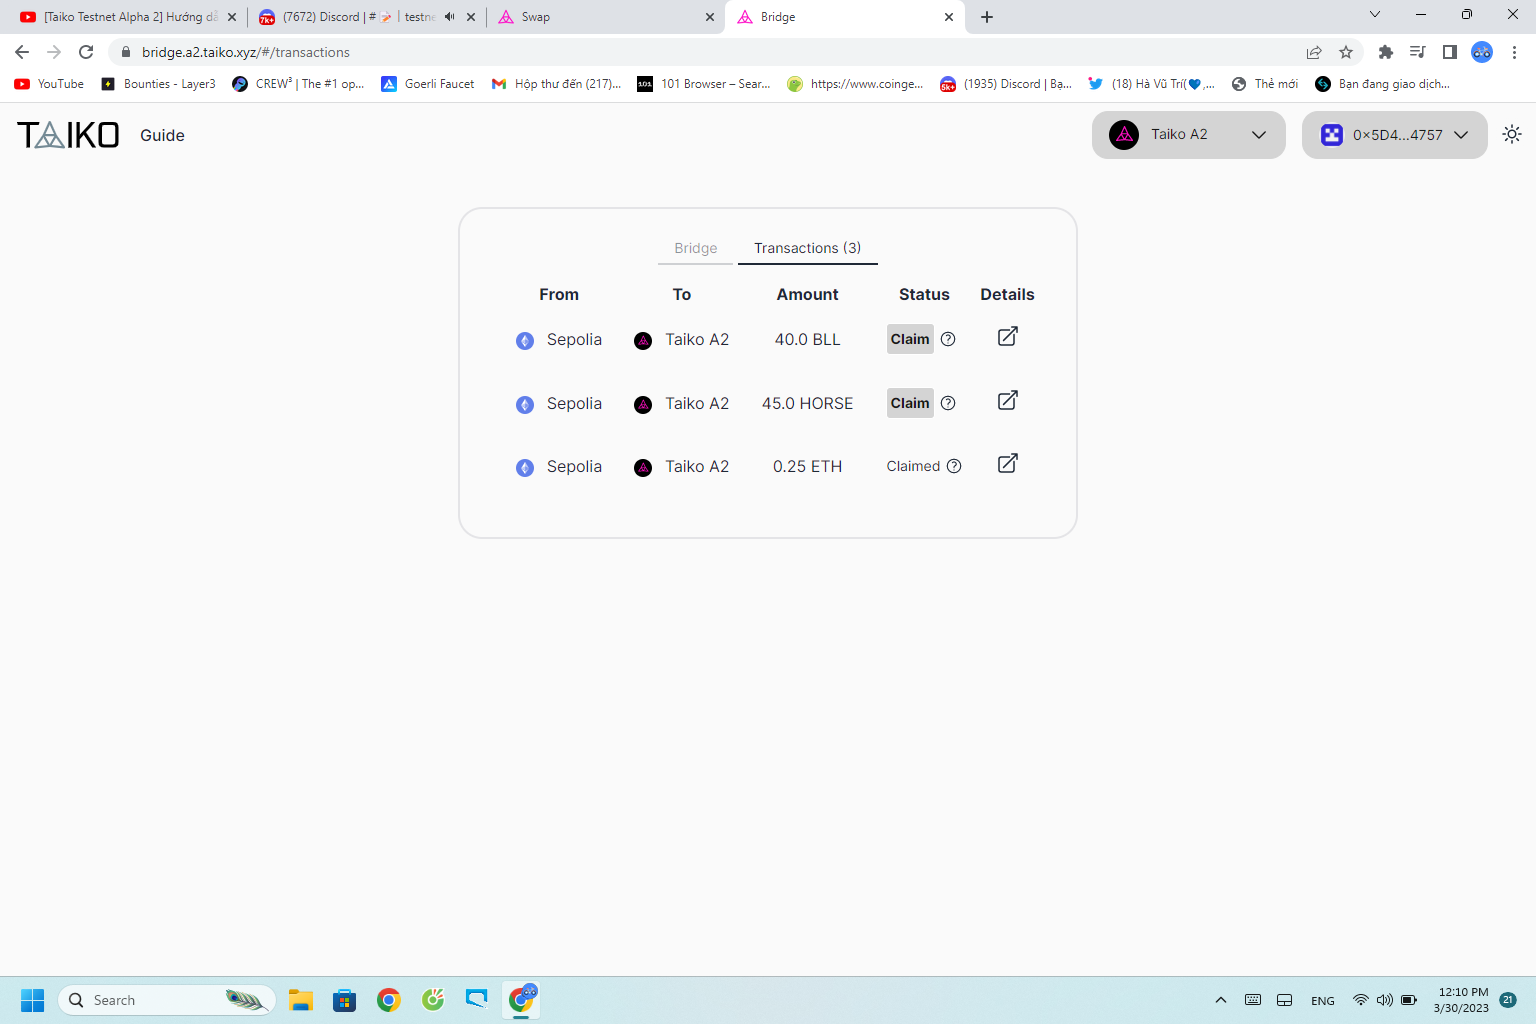 [Taiko Testnet Alpha 2] Hướng dẫ
(7672) Discord | # 📝 | testne
Swap
Bridge
bridge.a2.taiko.xyz/#/transactions
YouTube
Bounties - Layer3
CREW³ | The #1 op...
Goerli Faucet
Hộp thư đến (217)...
101 Browser – Sear...
https://www.coinge...
(1935) Discord | Bạ...
(18) Hà Vũ Trí(💙,...
Thẻ mới
Bạn đang giao dịch...
TAIKO
Guide
Taiko A2
0×5D4...4757
Bridge
Transactions (3)
From To Amount Status Details
Sepolia Taiko A2 40.0 BLL Claim
Sepolia Taiko A2 45.0 HORSE Claim
Sepolia Taiko A2 0.25 ETH Claimed
Search
ENG
12:10 PM
3/30/2023
21